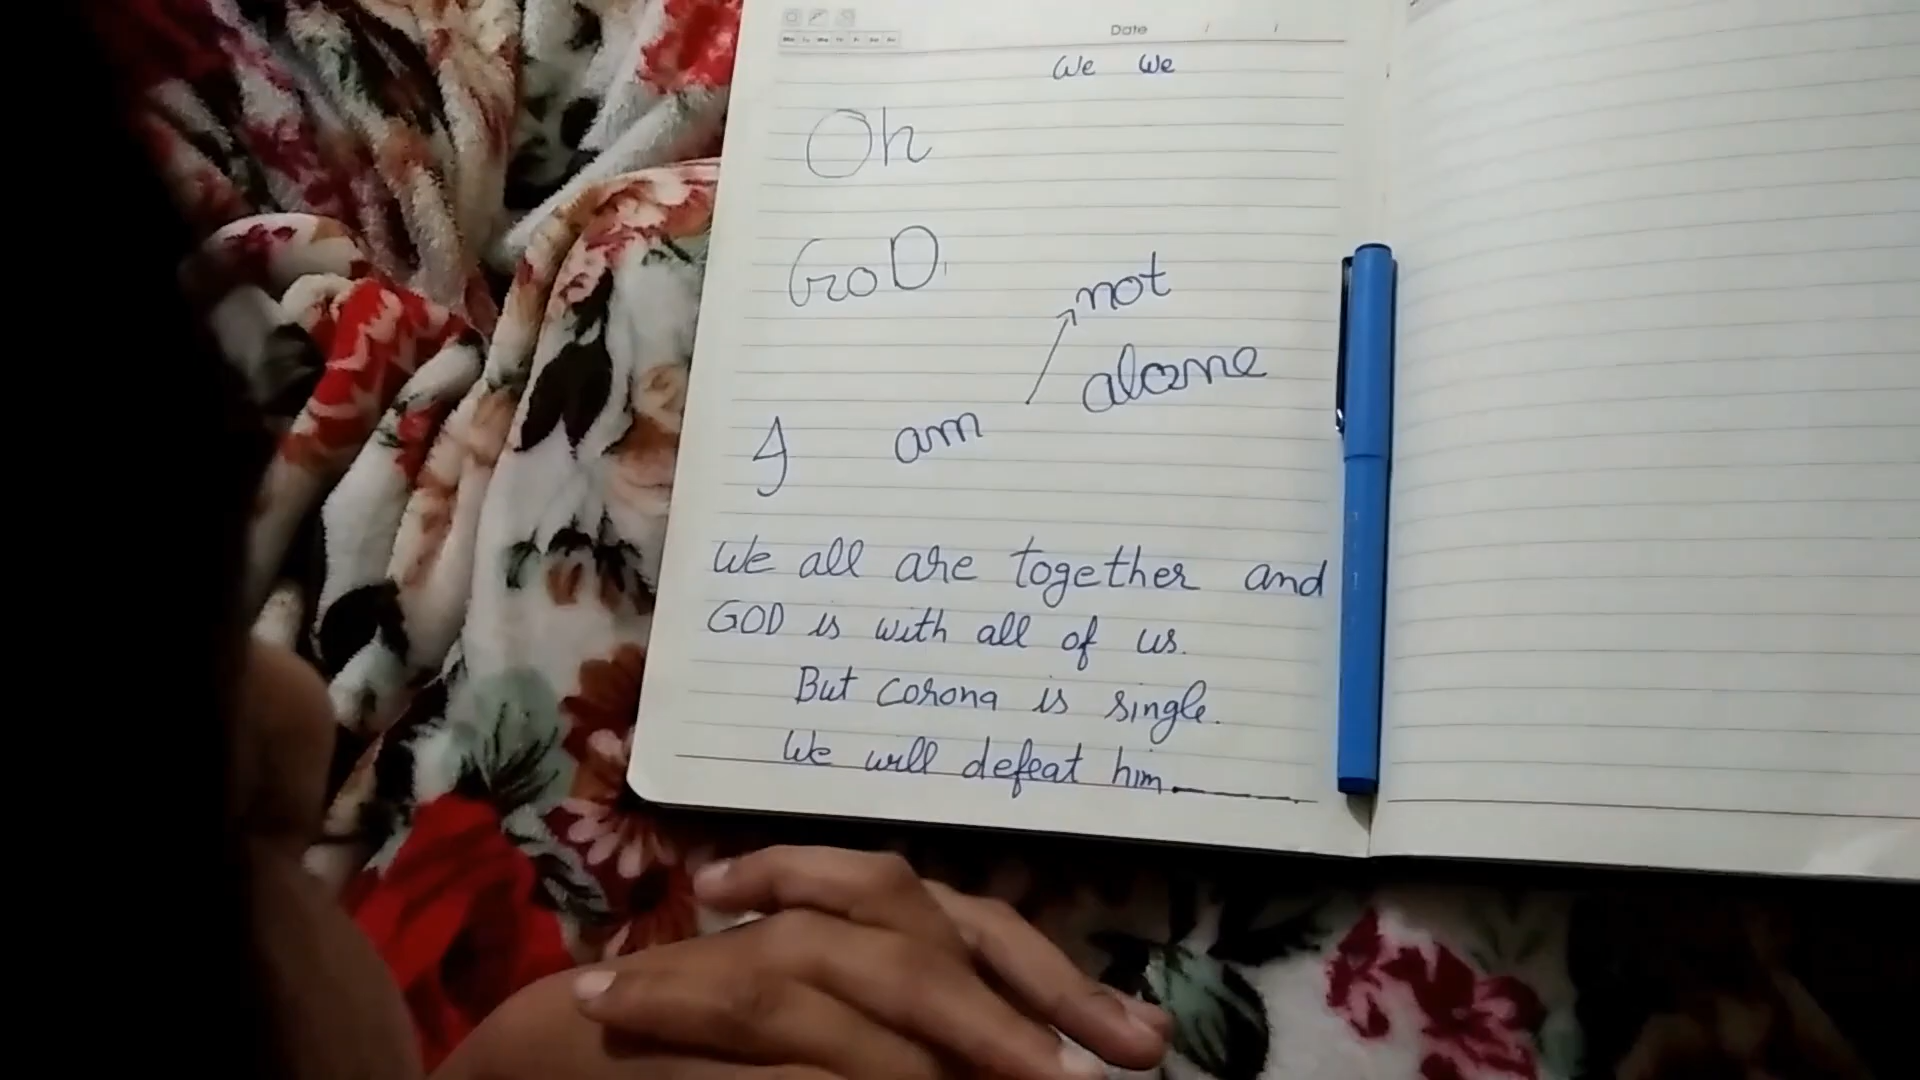 Date / /
We We
Oh
GOD
not
alone
I am
We all are together and
GOD is with all of us.
But corona is single.
We will defeat him